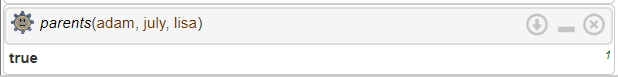 parents(adam, july, lisa)
true
1